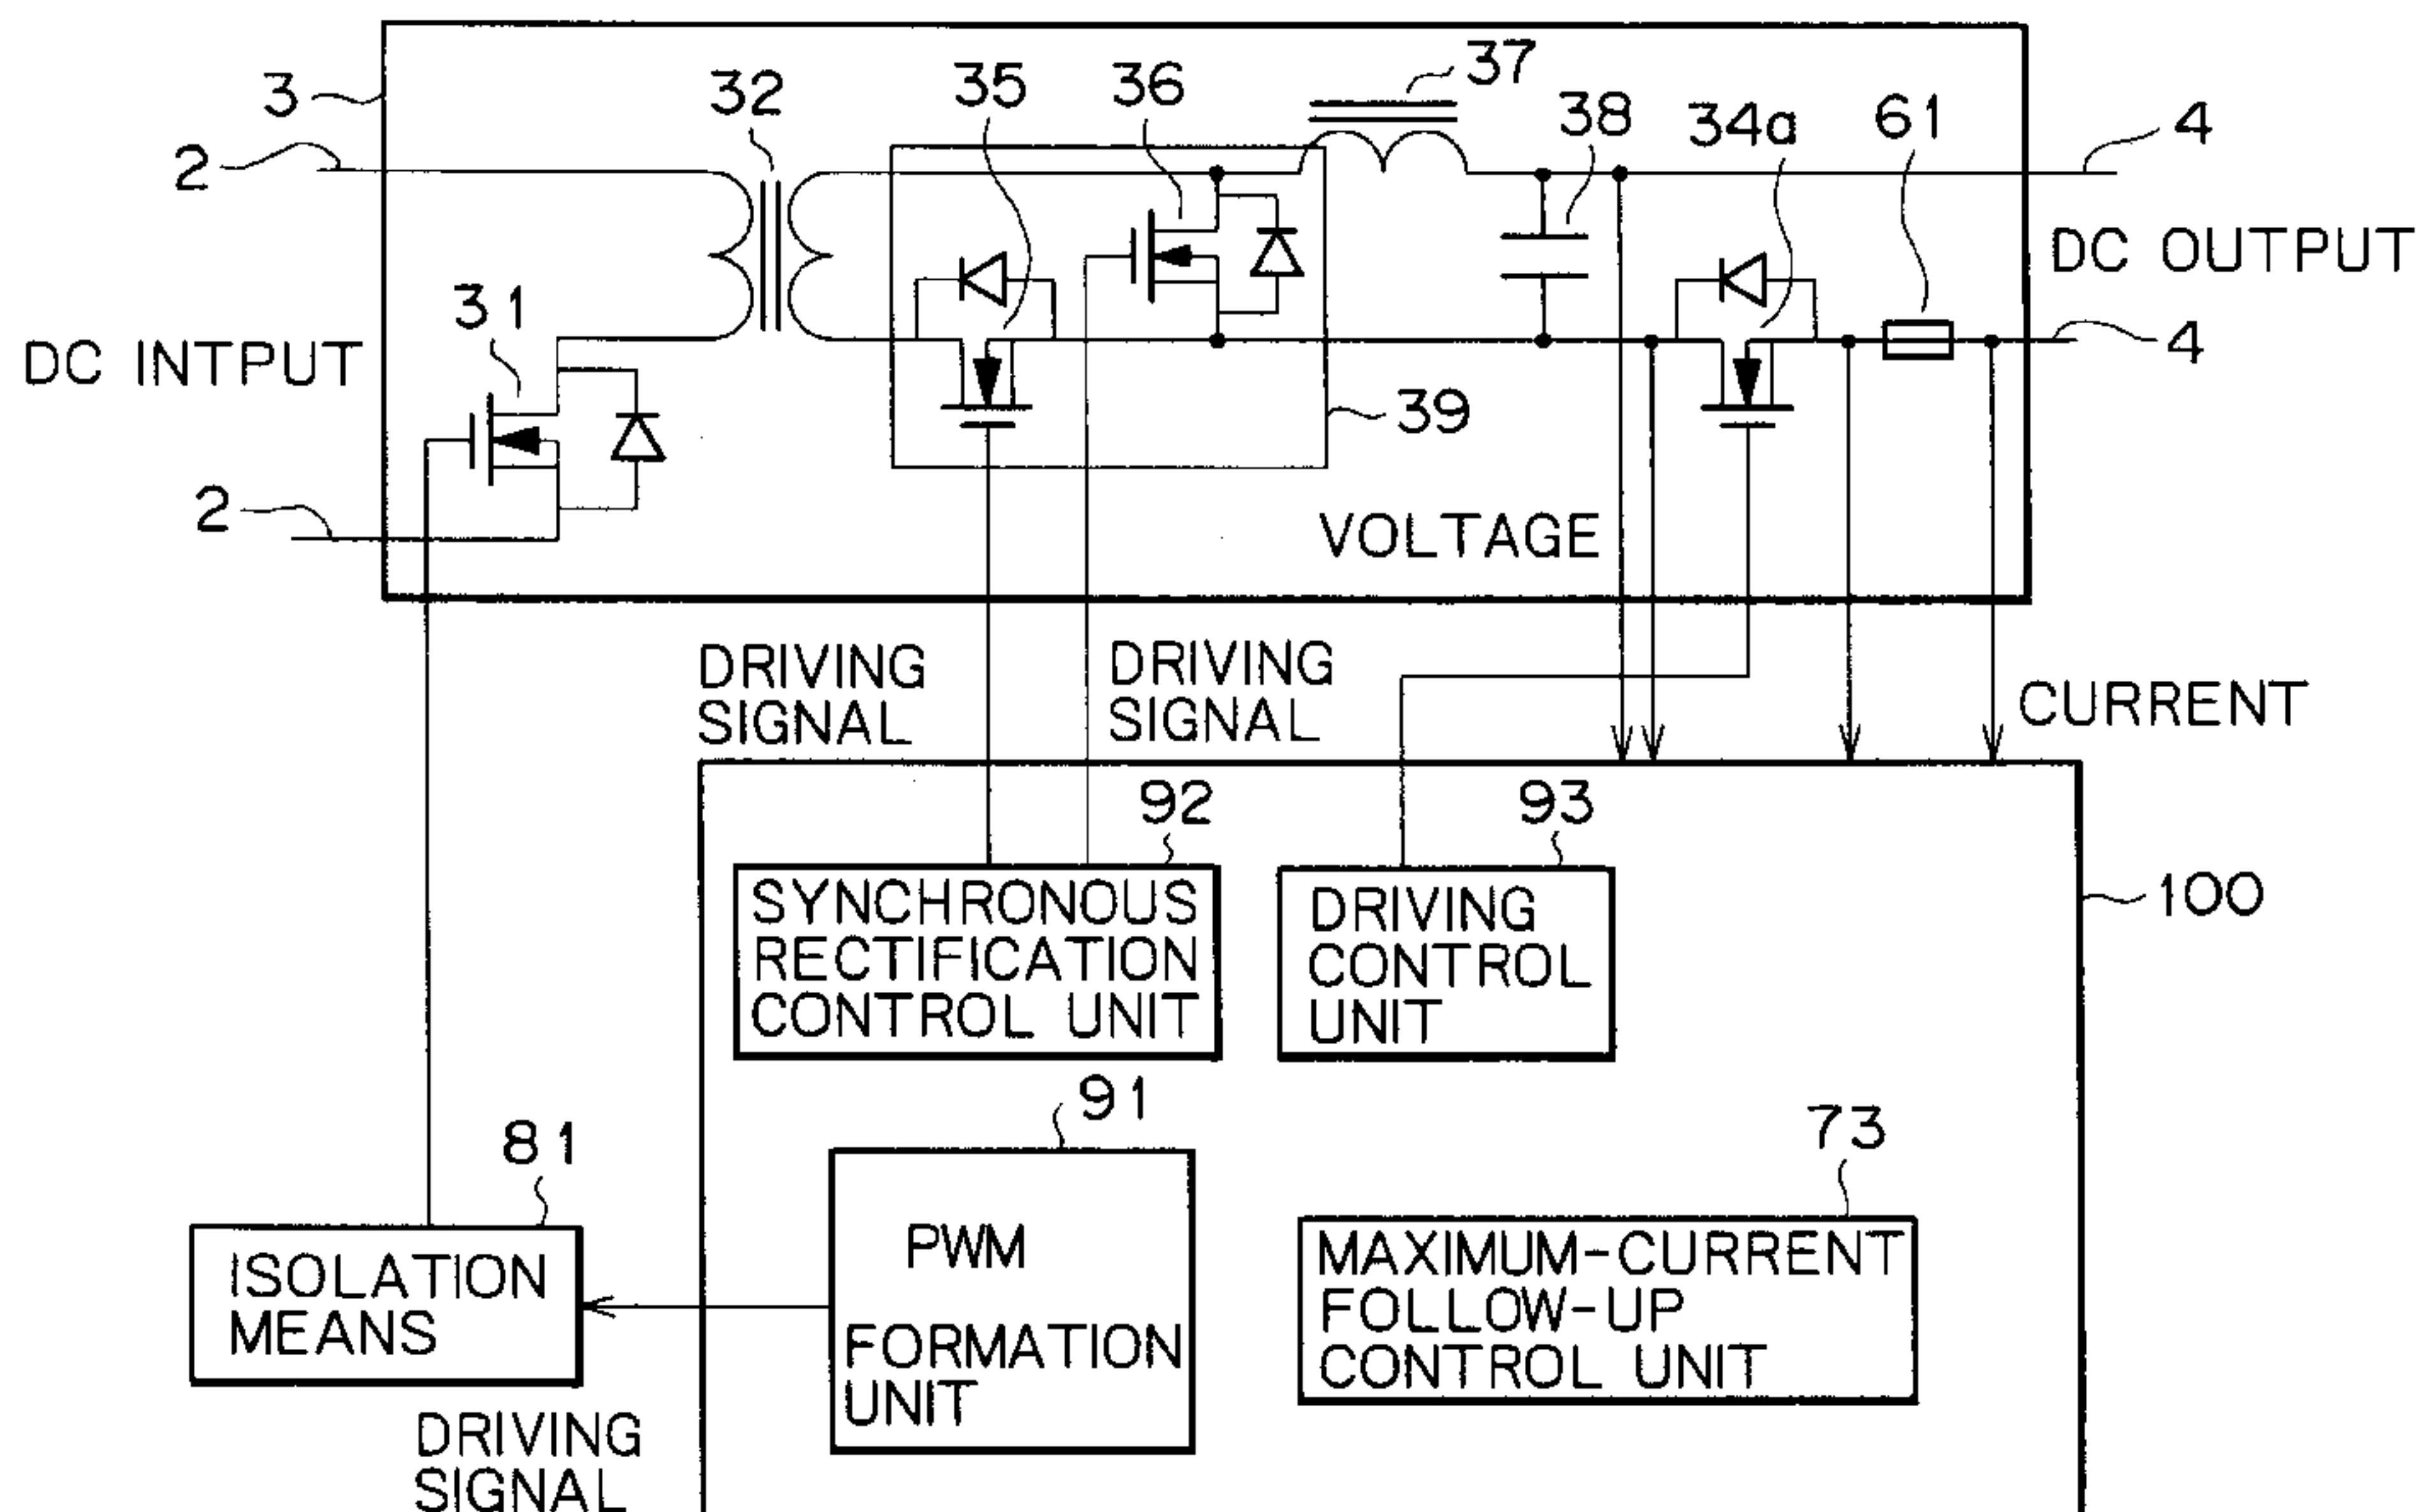 37
3
32
35
36
38
34a
61
4
2
DC OUTPUT
31
4
DC INTPUT
39
2
VOLTAGE
DRIVING
SIGNAL
DRIVING
SIGNAL
CURRENT
92
93
100
SYNCHRONOUS
RECTIFICATION
CONTROL UNIT
DRIVING
CONTROL
UNIT
91
81
73
PWM
FORMATION
UNIT
ISOLATION
MEANS
MAXIMUM-CURRENT
FOLLOW-UP
CONTROL UNIT
DRIVING
SIGNAL